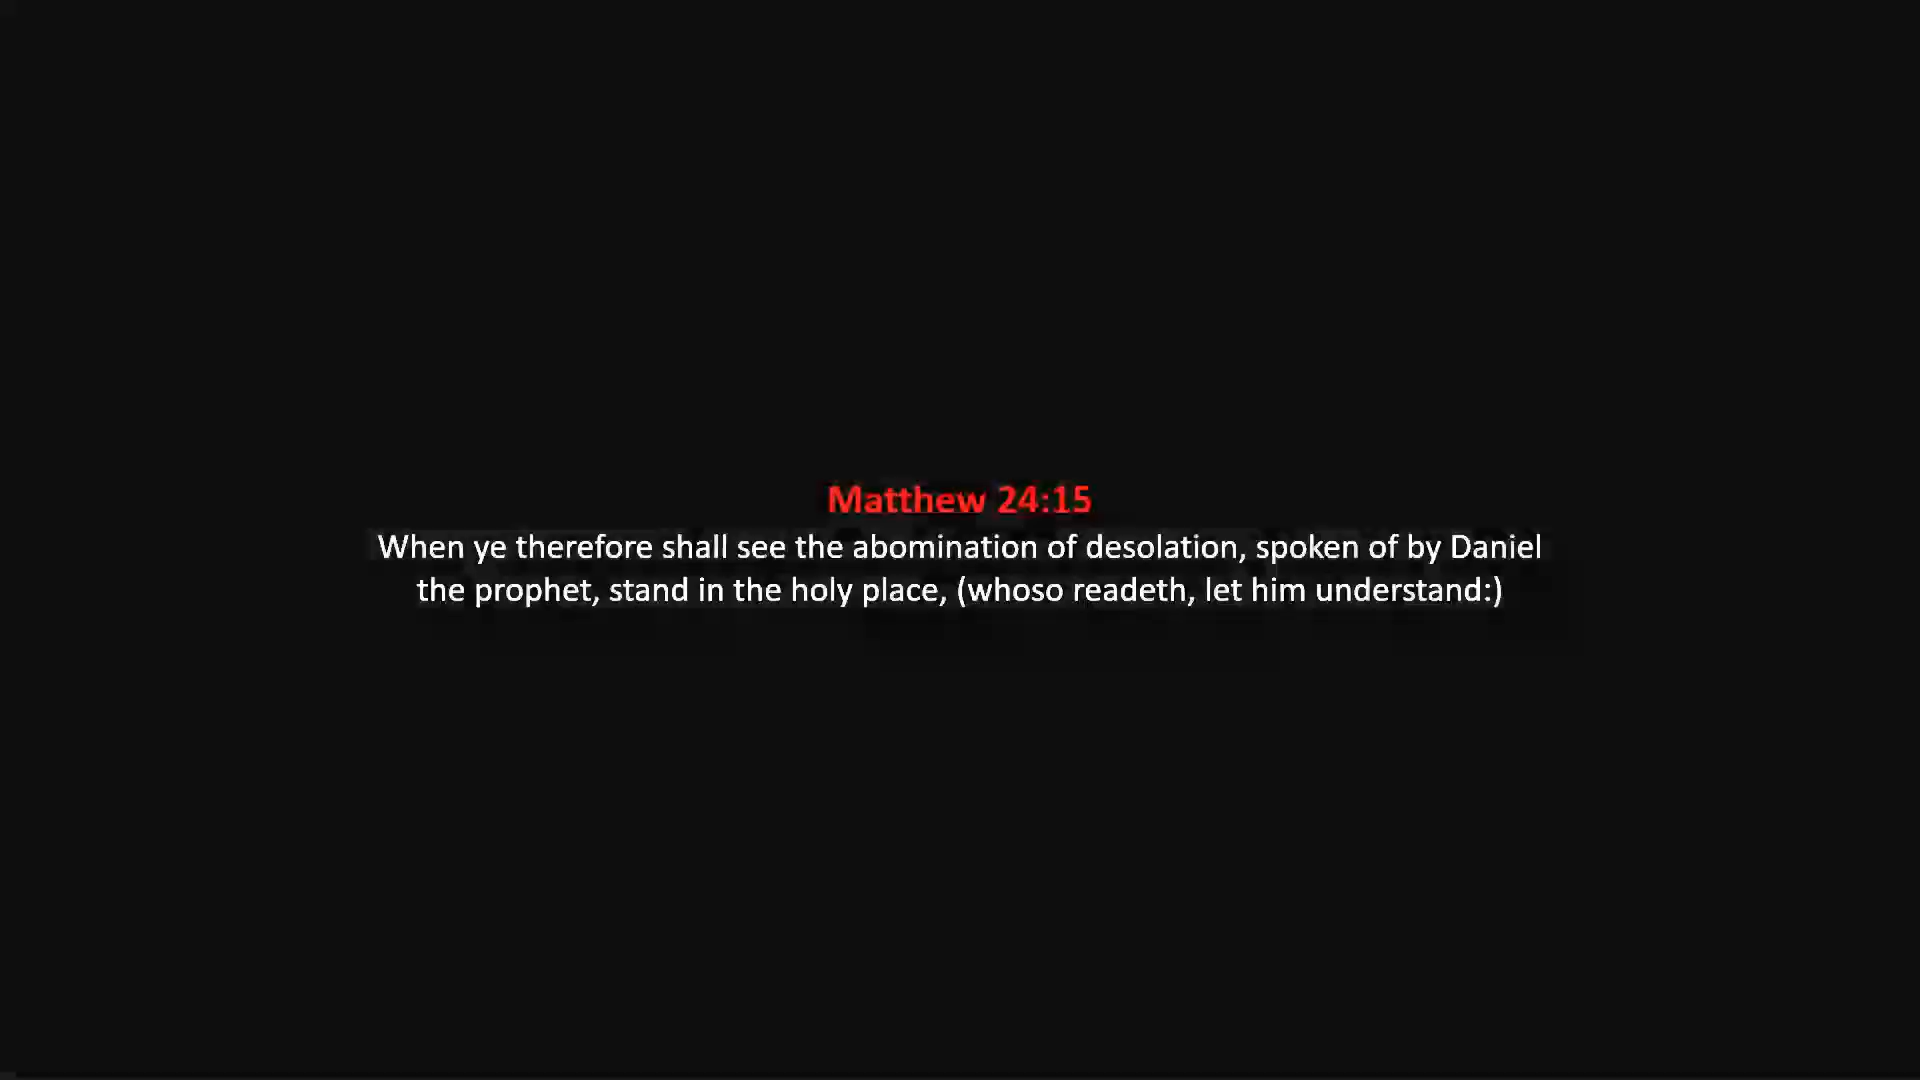 Matthew 24:15
When ye therefore shall see the abomination of desolation, spoken of by Daniel
the prophet, stand in the holy place, (whoso readeth, let him understand:)